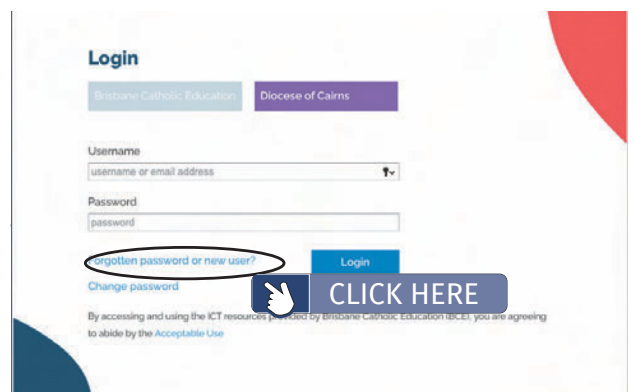 Login
Brisbane Catholic Education Diocese of Cairns
Username
username or email address
Password
password
Forgotten password or new user? Login
Change password
CLICK HERE
By accessing and using the ICT resources provided by Brisbane Catholic Education (BCE), you are agreeing
to abide by the Acceptable Use